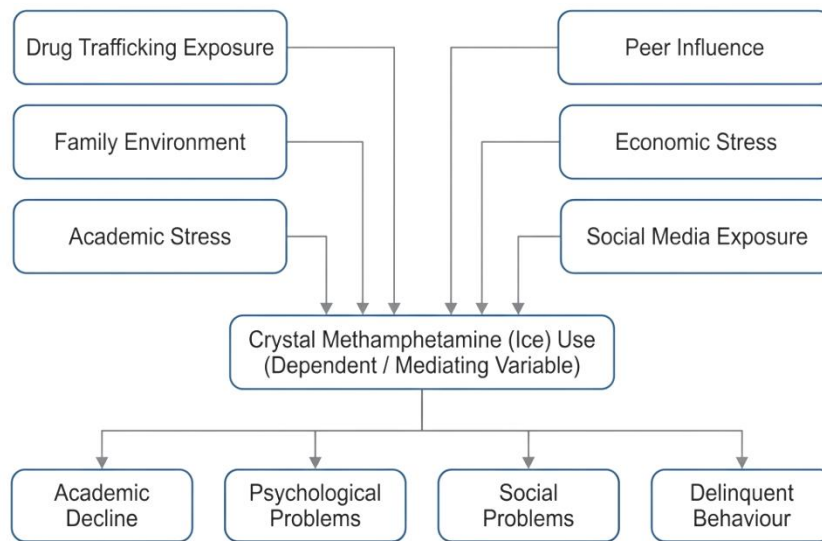 Drug Trafficking Exposure
Peer Influence
Family Environment
Economic Stress
Academic Stress
Social Media Exposure
Crystal Methamphetamine (Ice) Use
(Dependent / Mediating Variable)
Academic
Decline
Psychological
Problems
Social
Problems
Delinquent
Behaviour